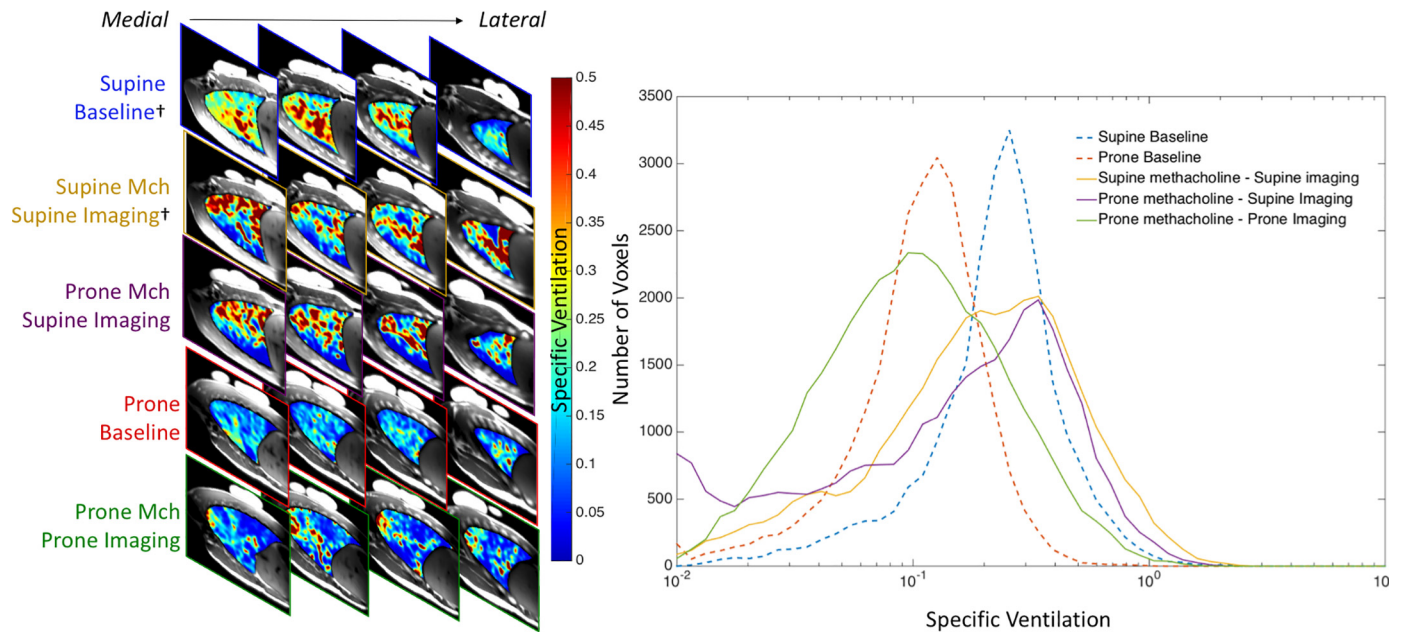 Medial
Lateral
Supine
Baseline†
Supine Mch
Supine Imaging†
Prone Mch
Supine Imaging
Prone
Baseline
Prone Mch
Prone Imaging
0.5
0.45
0.4
0.35
0.3
0.25
0.2
0.15
0.1
0.05
0
Specific Ventilation
Number of Voxels
3500
3000
2500
2000
1500
1000
500
0
Supine Baseline
Prone Baseline
Supine methacholine - Supine imaging
Prone methacholine - Supine Imaging
Prone methacholine - Prone Imaging
10⁻² 10⁻¹ 10⁰ 10
Specific Ventilation